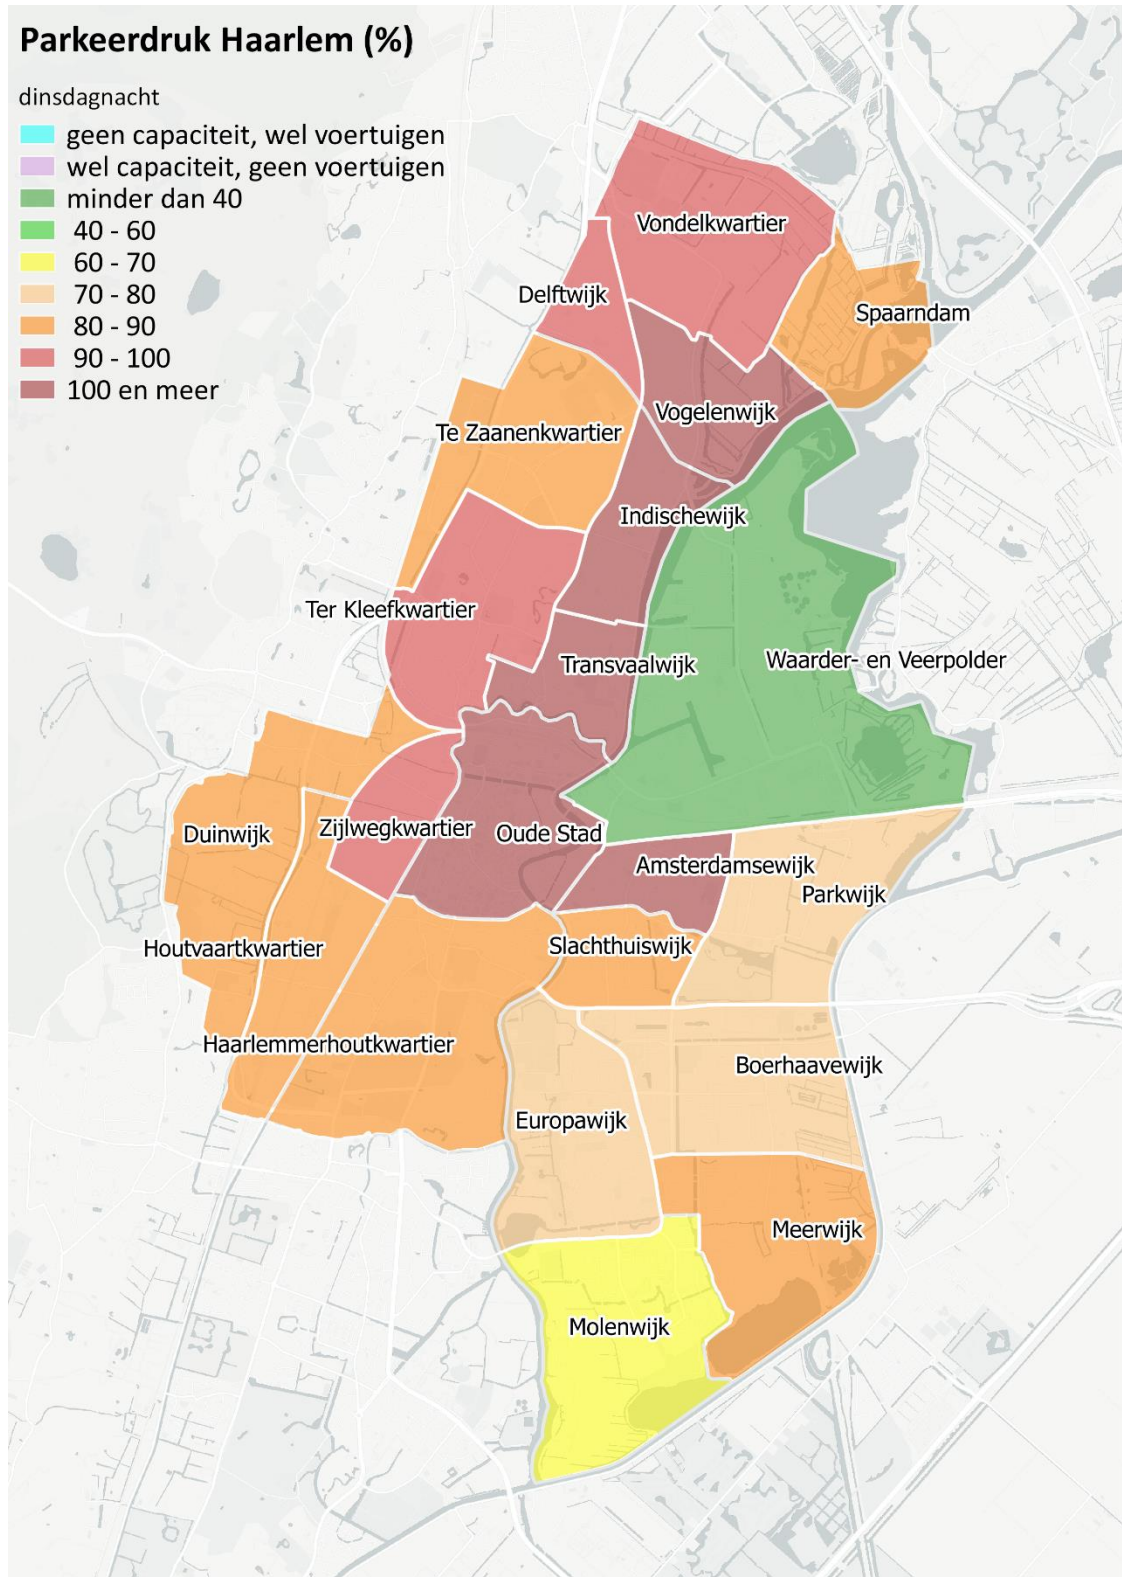 Parkeerdruk Haarlem (%)
dinsdagnacht
geen capaciteit, wel voertuigen
wel capaciteit, geen voertuigen
minder dan 40
40 - 60
60 - 70
70 - 80
80 - 90
90 - 100
100 en meer
Vondelkwartier
Delftwijk
Spaarndam
Vogelenwijk
Te Zaanenkwartier
Indischewijk
Ter Kleefkwartier
Transvaalwijk
Waarder- en Veerpolder
Duinwijk
Zijlwegkwartier
Oude Stad
Amsterdamsewijk
Parkwijk
Houtvaartkwartier
Slachthuiswijk
Haarlemmerhoutkwartier
Boerhaavewijk
Europawijk
Meerwijk
Molenwijk